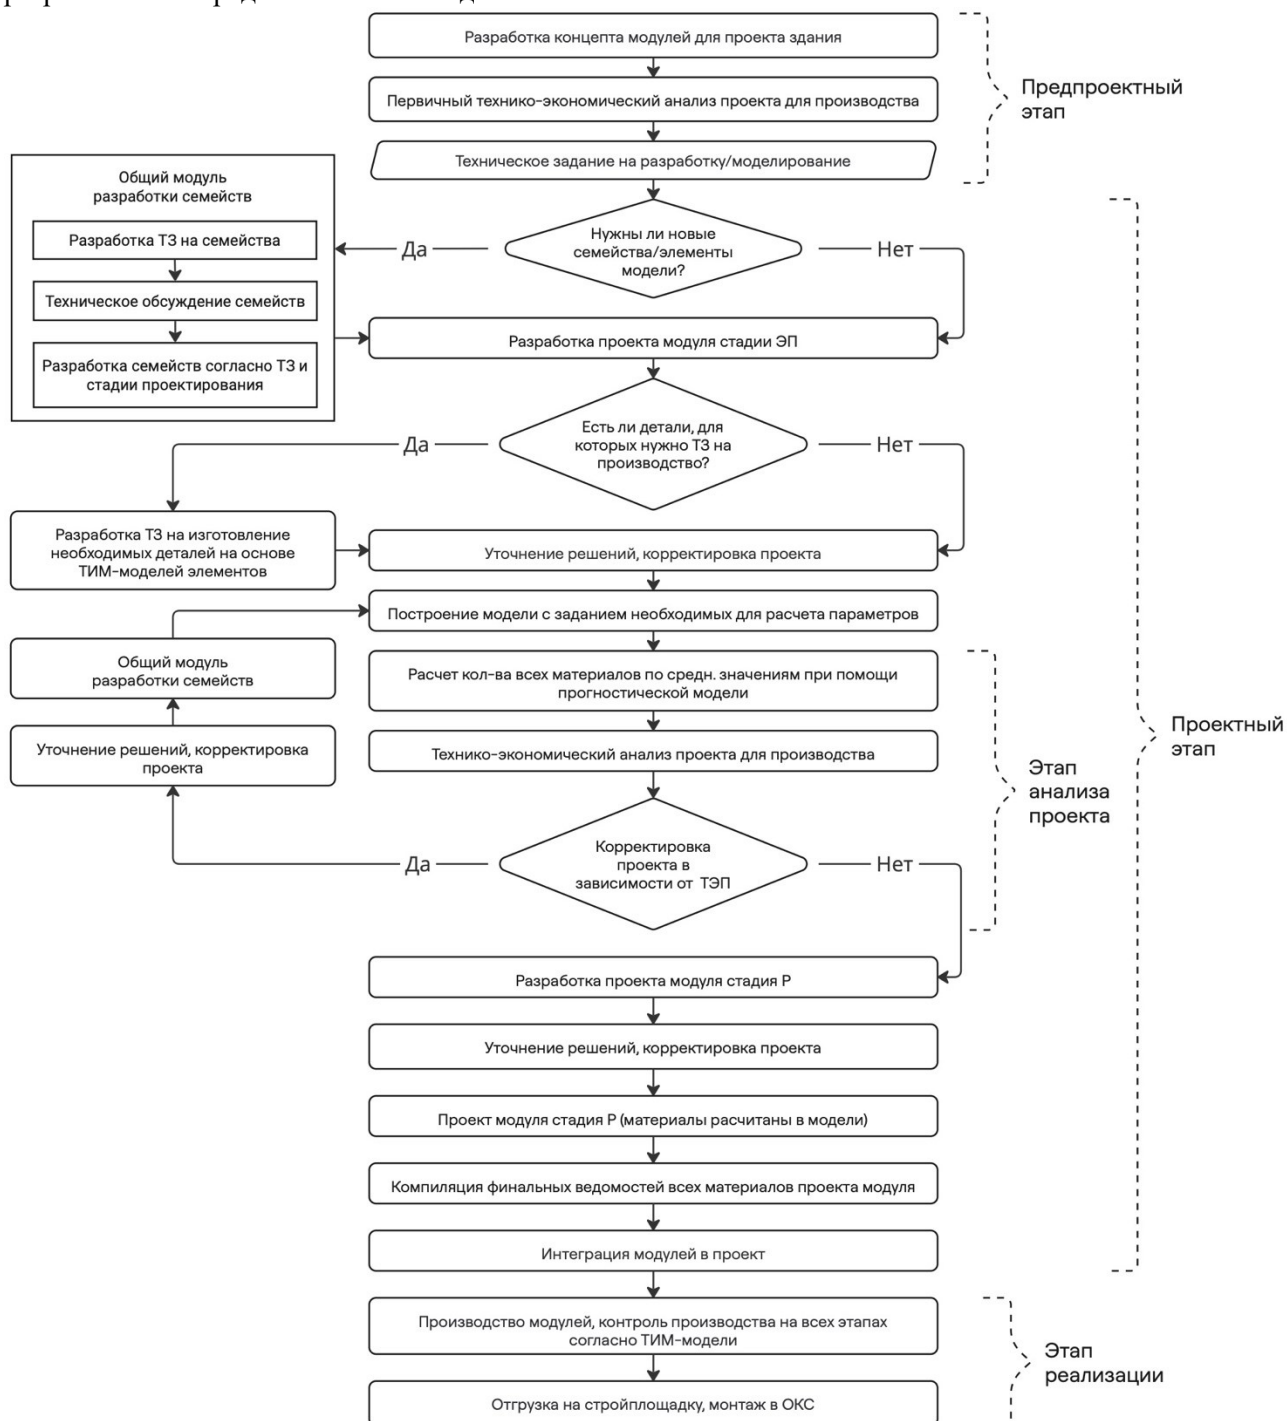 Разработка концепта модулей для проекта здания
Первичный технико-экономический анализ проекта для производства
Предпроектный
этап
Техническое задание на разработку/моделирование
Общий модуль
разработки семейств
Разработка ТЗ на семейства
Техническое обсуждение семейств
Разработка семейств согласно ТЗ и
стадии проектирования
Да
Нужны ли новые
семейства/элементы
модели?
Нет
Разработка проекта модуля стадии ЭП
Да
Есть ли детали, для
которых нужно ТЗ на
производство?
Нет
Разработка ТЗ на изготовление
необходимых деталей на основе
ТИМ-моделей элементов
Уточнение решений, корректировка проекта
Построение модели с заданием необходимых для расчета параметров
Общий модуль
разработки семейств
Расчет кол-ва всех материалов по средн. значениям при помощи
прогностической модели
Уточнение решений, корректировка
проекта
Технико-экономический анализ проекта для производства
Проектный
этап
Этап
анализа
проекта
Да
Корректировка
проекта в
зависимости от ТЭП
Нет
Разработка проекта модуля стадия Р
Уточнение решений, корректировка проекта
Проект модуля стадия Р (материалы расчитаны в модели)
Компиляция финальных ведомостей всех материалов проекта модуля
Интеграция модулей в проект
Производство модулей, контроль производства на всех этапах
согласно ТИМ-модели
Этап
реализации
Отгрузка на стройплощадку, монтаж в ОКС